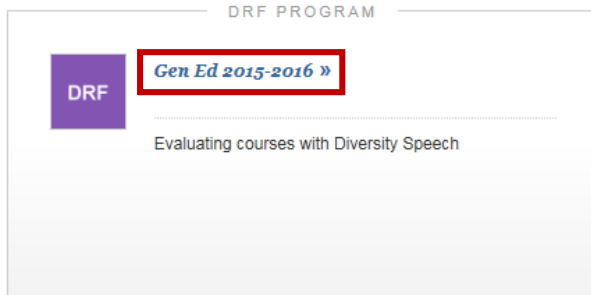 DRF PROGRAM
DRF
Gen Ed 2015-2016 »
Evaluating courses with Diversity Speech